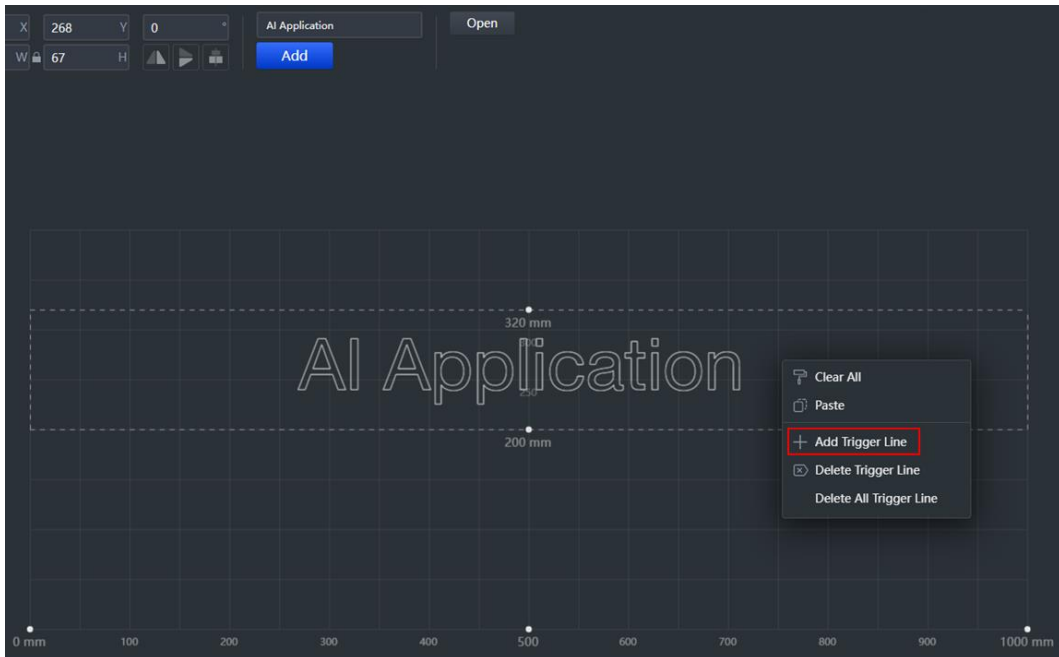 X 268 Y 0 ° AI Application Open
W 67 H Add
320 mm
300
AI Application
250
200 mm
Clear All
Paste
Add Trigger Line
Delete Trigger Line
Delete All Trigger Line
0 mm 100 200 300 400 500 600 700 800 900 1000 mm